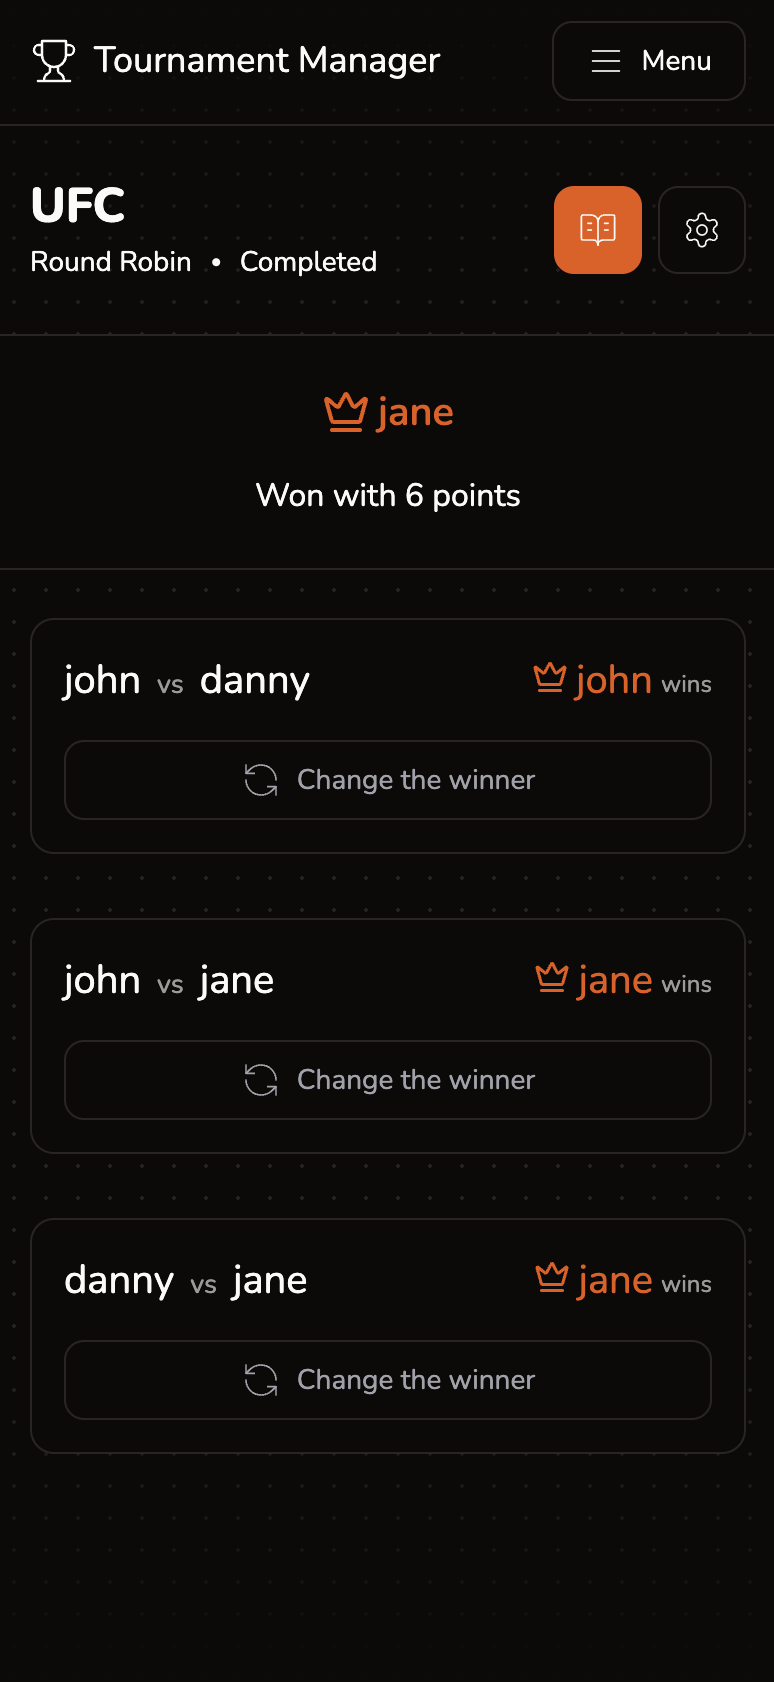 Tournament Manager Menu
UFC
Round Robin • Completed
jane
Won with 6 points
john vs danny john wins
Change the winner
john vs jane jane wins
Change the winner
danny vs jane jane wins
Change the winner